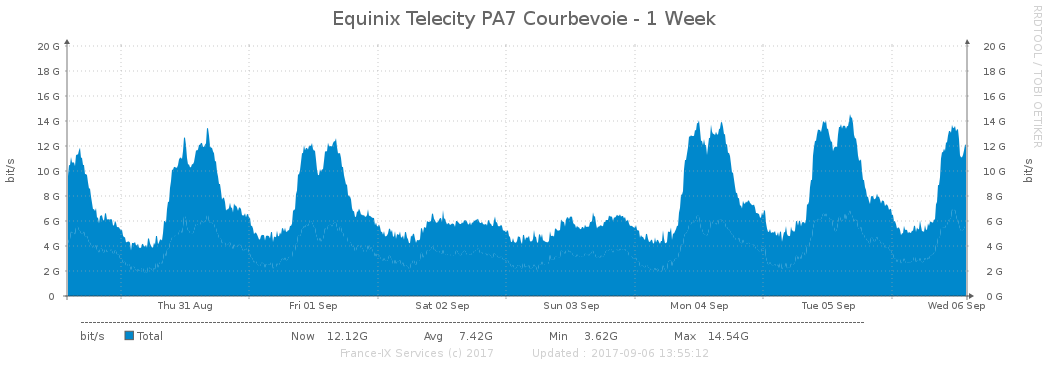 Equinix Telecity PA7 Courbevoie - 1 Week
RRDTOOL / TOBI OETIKER
20 G 20 G
18 G 18 G
16 G 16 G
14 G 14 G
12 G 12 G
10 G 10 G
8 G 8 G
6 G 6 G
4 G 4 G
2 G 2 G
0 0 G
bit/s
bit/s
Thu 31 Aug Fri 01 Sep Sat 02 Sep Sun 03 Sep Mon 04 Sep Tue 05 Sep Wed 06 Sep
bit/s Total Now 12.12G Avg 7.42G Min 3.62G Max 14.54G
France-IX Services (c) 2017 Updated : 2017-09-06 13:55:12